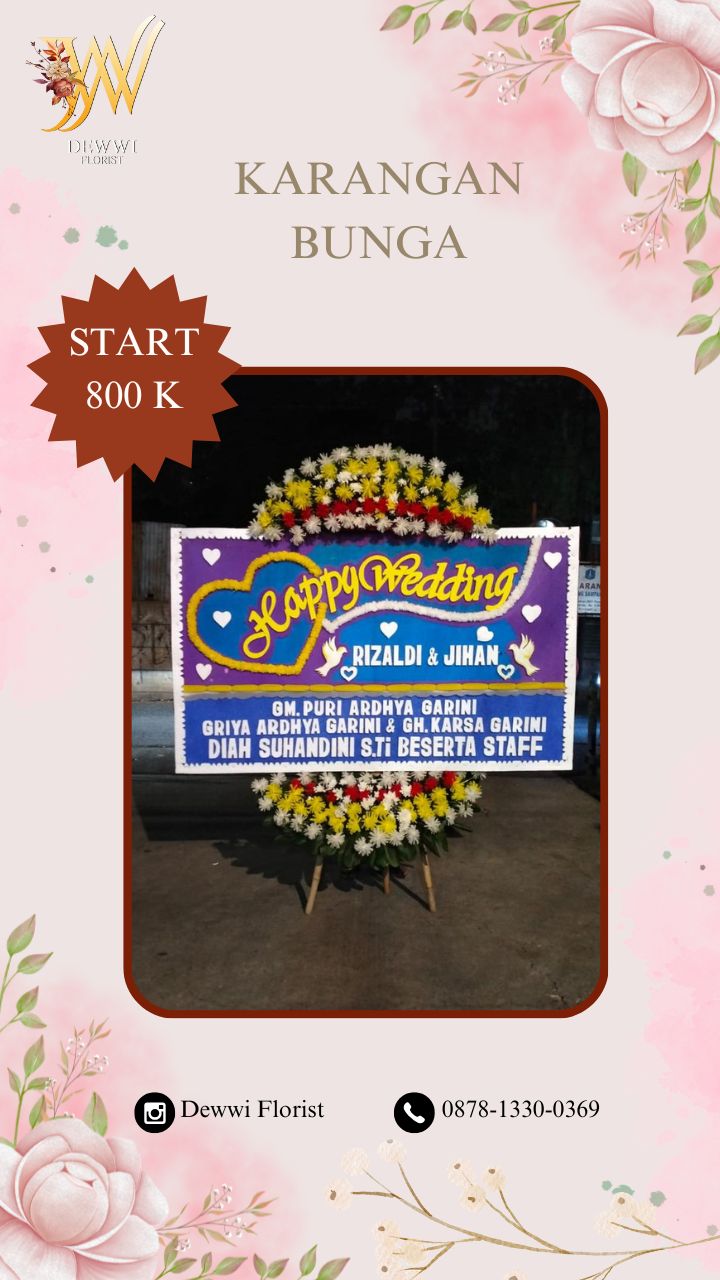 DEWWI
FLORIST
KARANGAN
BUNGA
START
800 K
Happy Wedding
RIZALDI & JIHAN
GM. PURI ARDHYA GARINI
GRIYA ARDHYA GARINI & GH. KARSA GARINI
DIAH SUHANDINI S.Ti BESERTA STAFF
Dewwi Florist
0878-1330-0369